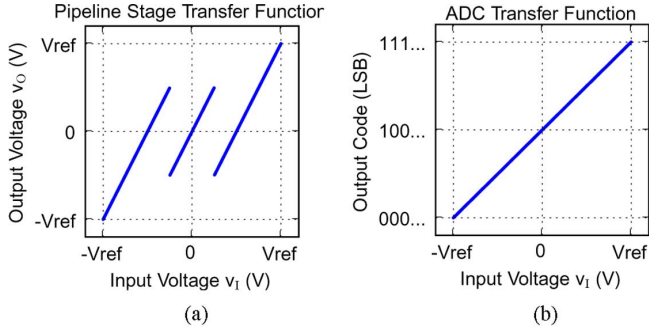 Pipeline Stage Transfer Function
Output Voltage vO (V)
Vref
0
-Vref
-Vref 0 Vref
Input Voltage vI (V)
(a)
ADC Transfer Function
Output Code (LSB)
111...
100...
000...
-Vref 0 Vref
Input Voltage vI (V)
(b)